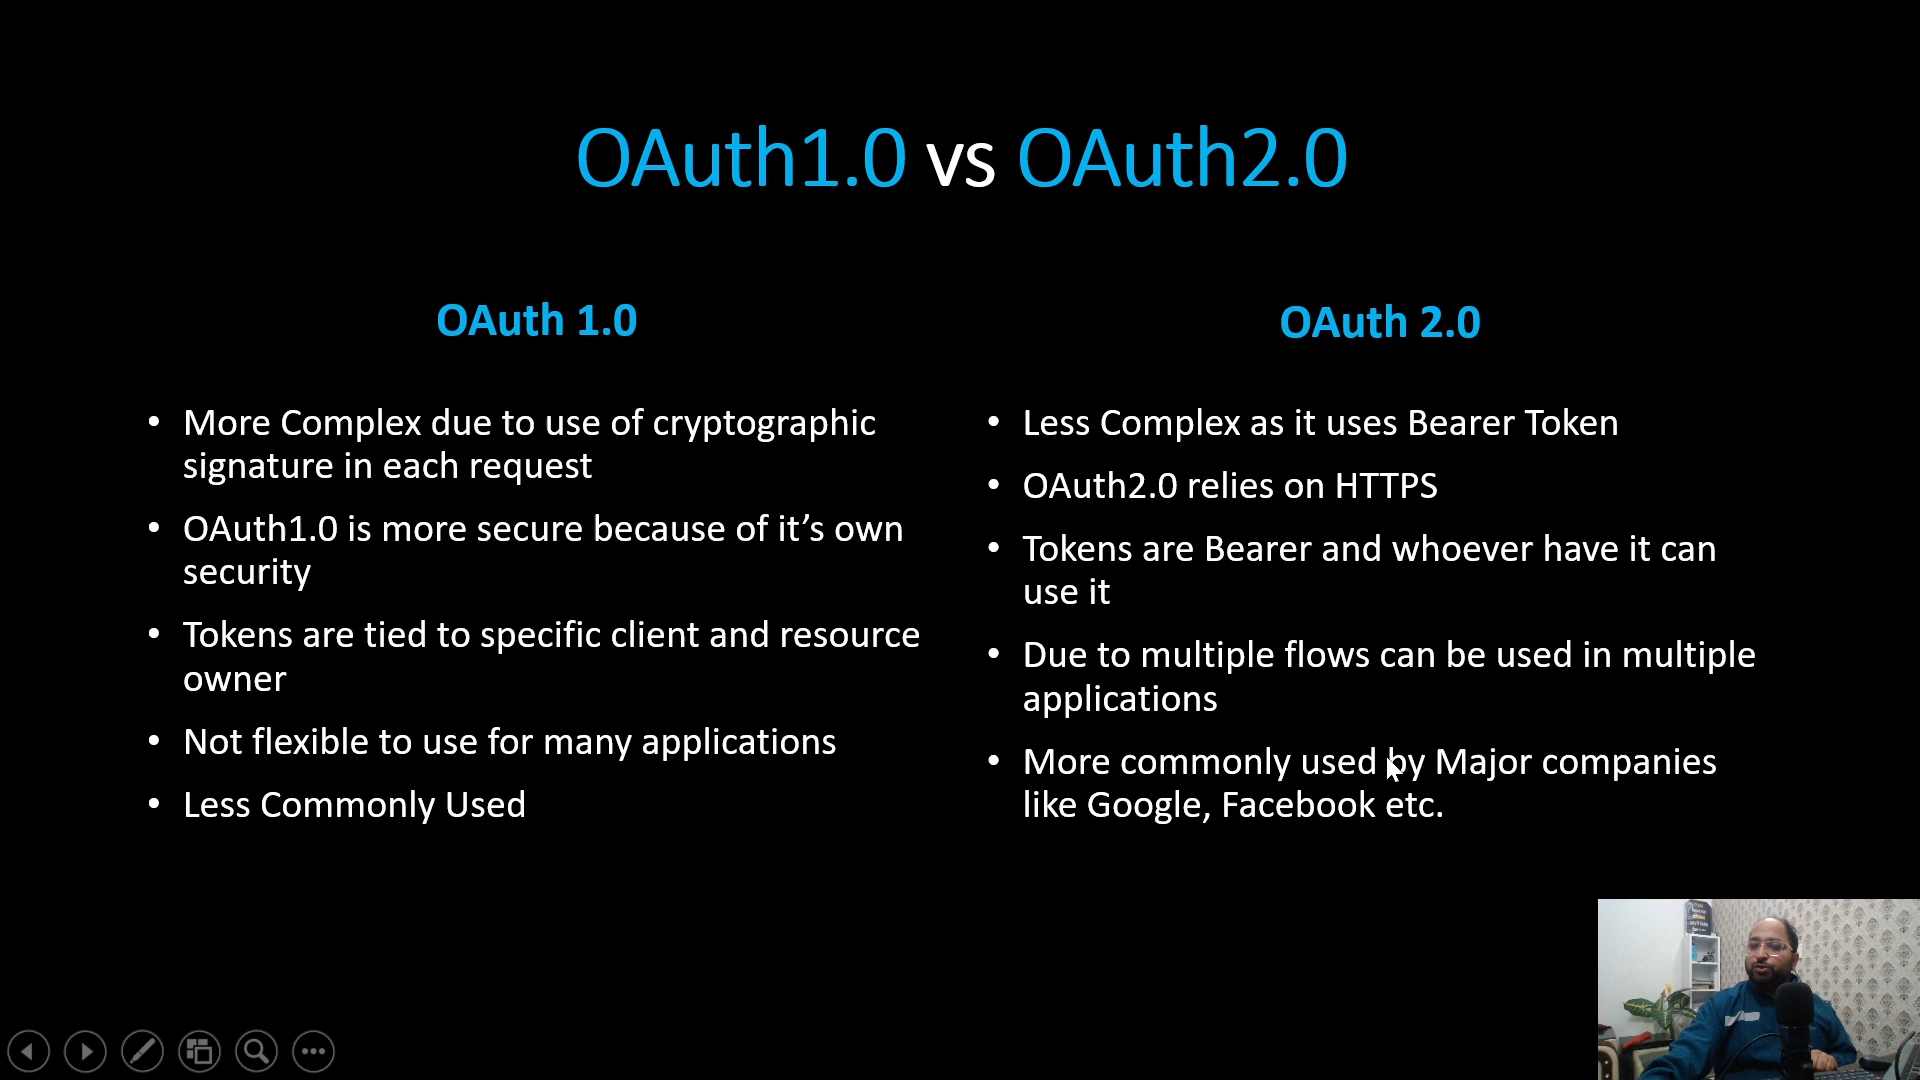 OAuth1.0 vs OAuth2.0
OAuth 1.0
• More Complex due to use of cryptographic
signature in each request
• OAuth1.0 is more secure because of it’s own
security
• Tokens are tied to specific client and resource
owner
• Not flexible to use for many applications
• Less Commonly Used
OAuth 2.0
• Less Complex as it uses Bearer Token
• OAuth2.0 relies on HTTPS
• Tokens are Bearer and whoever have it can
use it
• Due to multiple flows can be used in multiple
applications
• More commonly used by Major companies
like Google, Facebook etc.